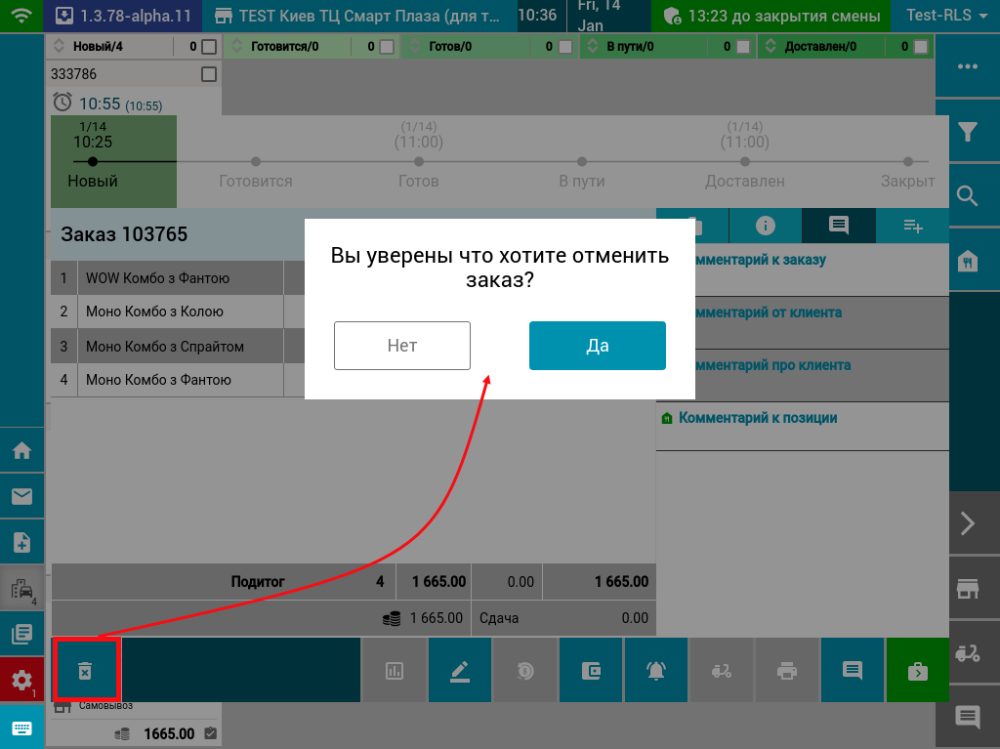 1.3.78-alpha.11
TEST Киев ТЦ Смарт Плаза (для т...
10:36
Fri, 14
Jan
13:23 до закрытия смены
Test-RLS
Новый/4 0
Готовится/0 0
Готов/0 0
В пути/0 0
Доставлен/0 0
333786
10:55 (10:55)
1/14 (1/14) (1/14)
10:25 (11:00) (11:00)
Новый Готовится Готов В пути Доставлен Закрыт
Заказ 103765
Вы уверены что хотите отменить
заказ?
Нет Да
1 WOW Комбо з Фантою
2 Моно Комбо з Колою
3 Моно Комбо з Спрайтом
4 Моно Комбо з Фантою
мментарий к заказу
мментарий от клиента
мментарий про клиента
Комментарий к позиции
Подитог 4 1 665.00 0.00 1 665.00
1 665.00 Сдача 0.00
4
1
Самовывоз
1665.00